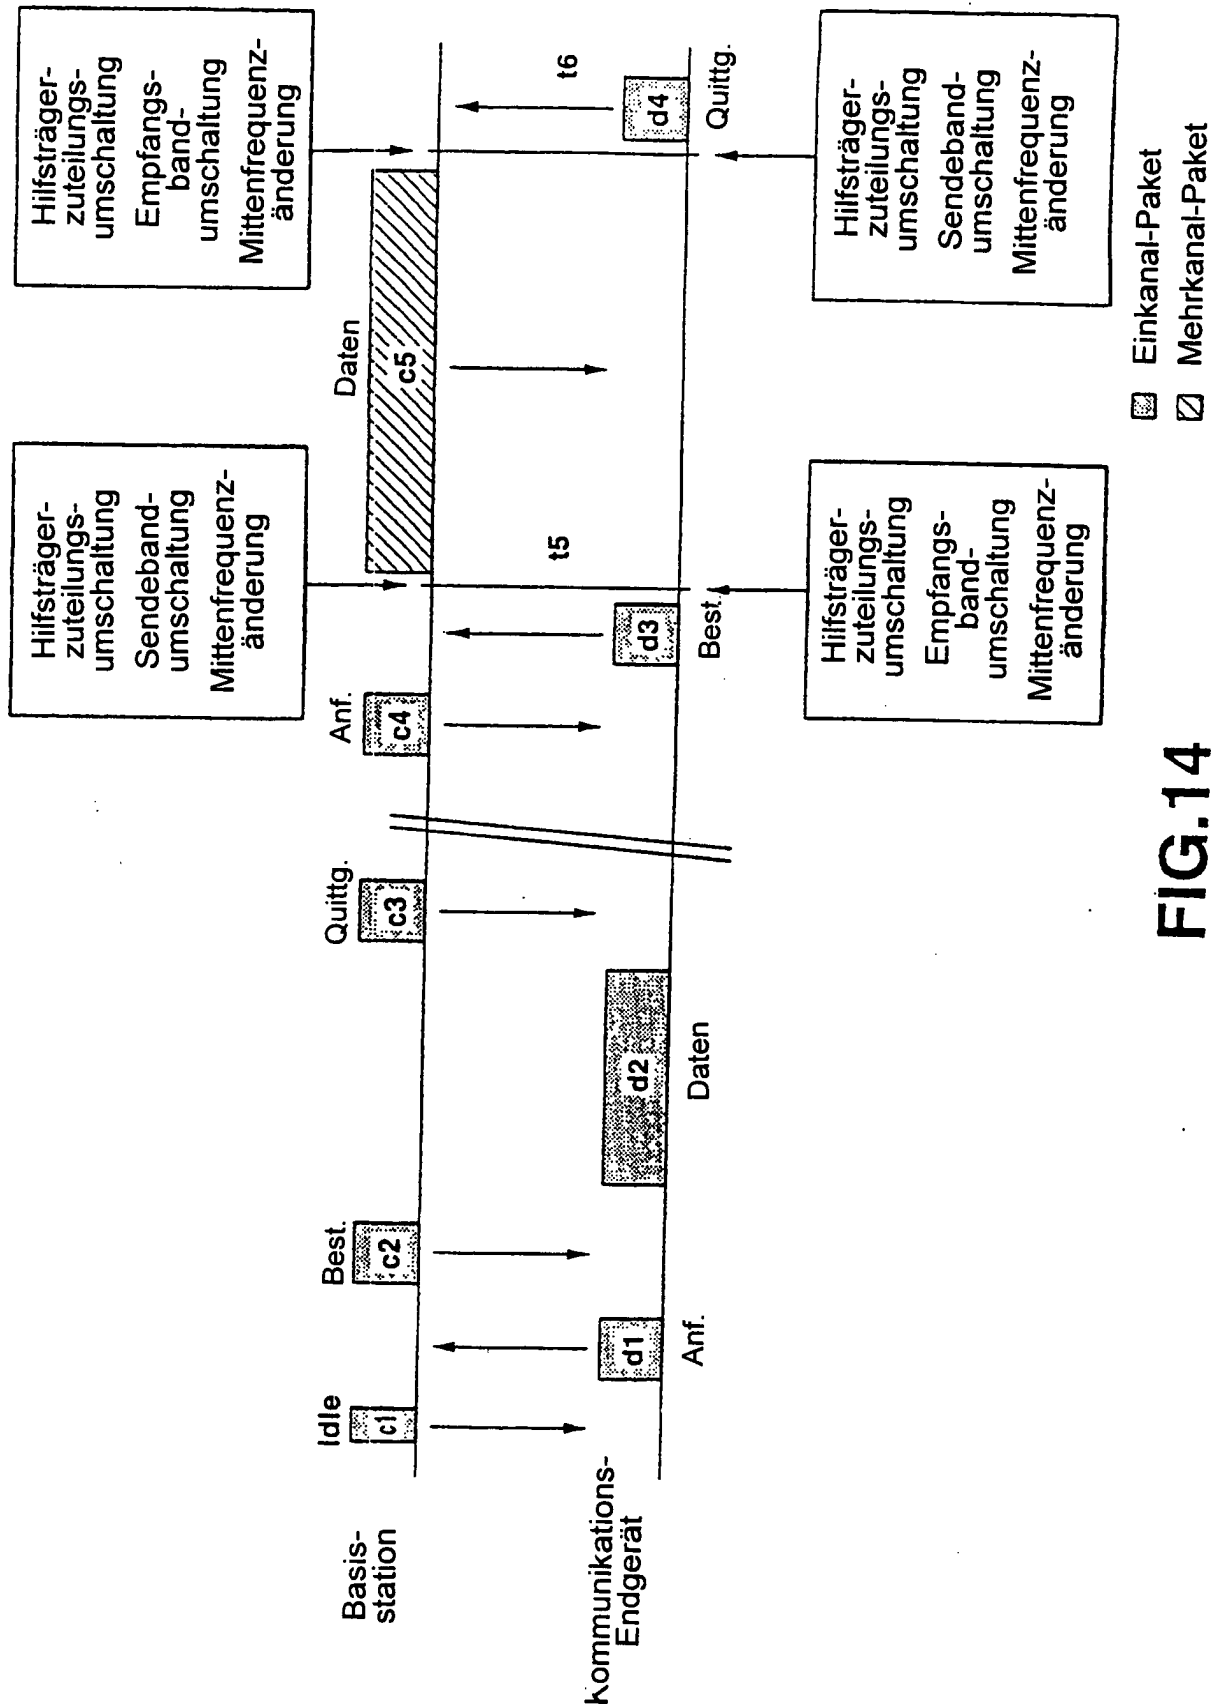 Hilfsträger-
zuteilungs-
umschaltung
Sendeband-
umschaltung
Mittenfrequenz-
änderung
Hilfsträger-
zuteilungs-
umschaltung
Empfangs-
band-
umschaltung
Mittenfrequenz-
änderung
Basis-
station
Idle
c1
Best.
c2
Quittg.
c3
Anf.
c4
Daten
c5
t5
t6
Kommunikations-
Endgerät
d1
Anf.
d2
Daten
d3
Best.
d4
Quittg.
Hilfsträger-
zuteilungs-
umschaltung
Empfangs-
band-
umschaltung
Mittenfrequenz-
änderung
Hilfsträger-
zuteilungs-
umschaltung
Sendeband-
umschaltung
Mittenfrequenz-
änderung
Einkanal-Paket
Mehrkanal-Paket
FIG.14